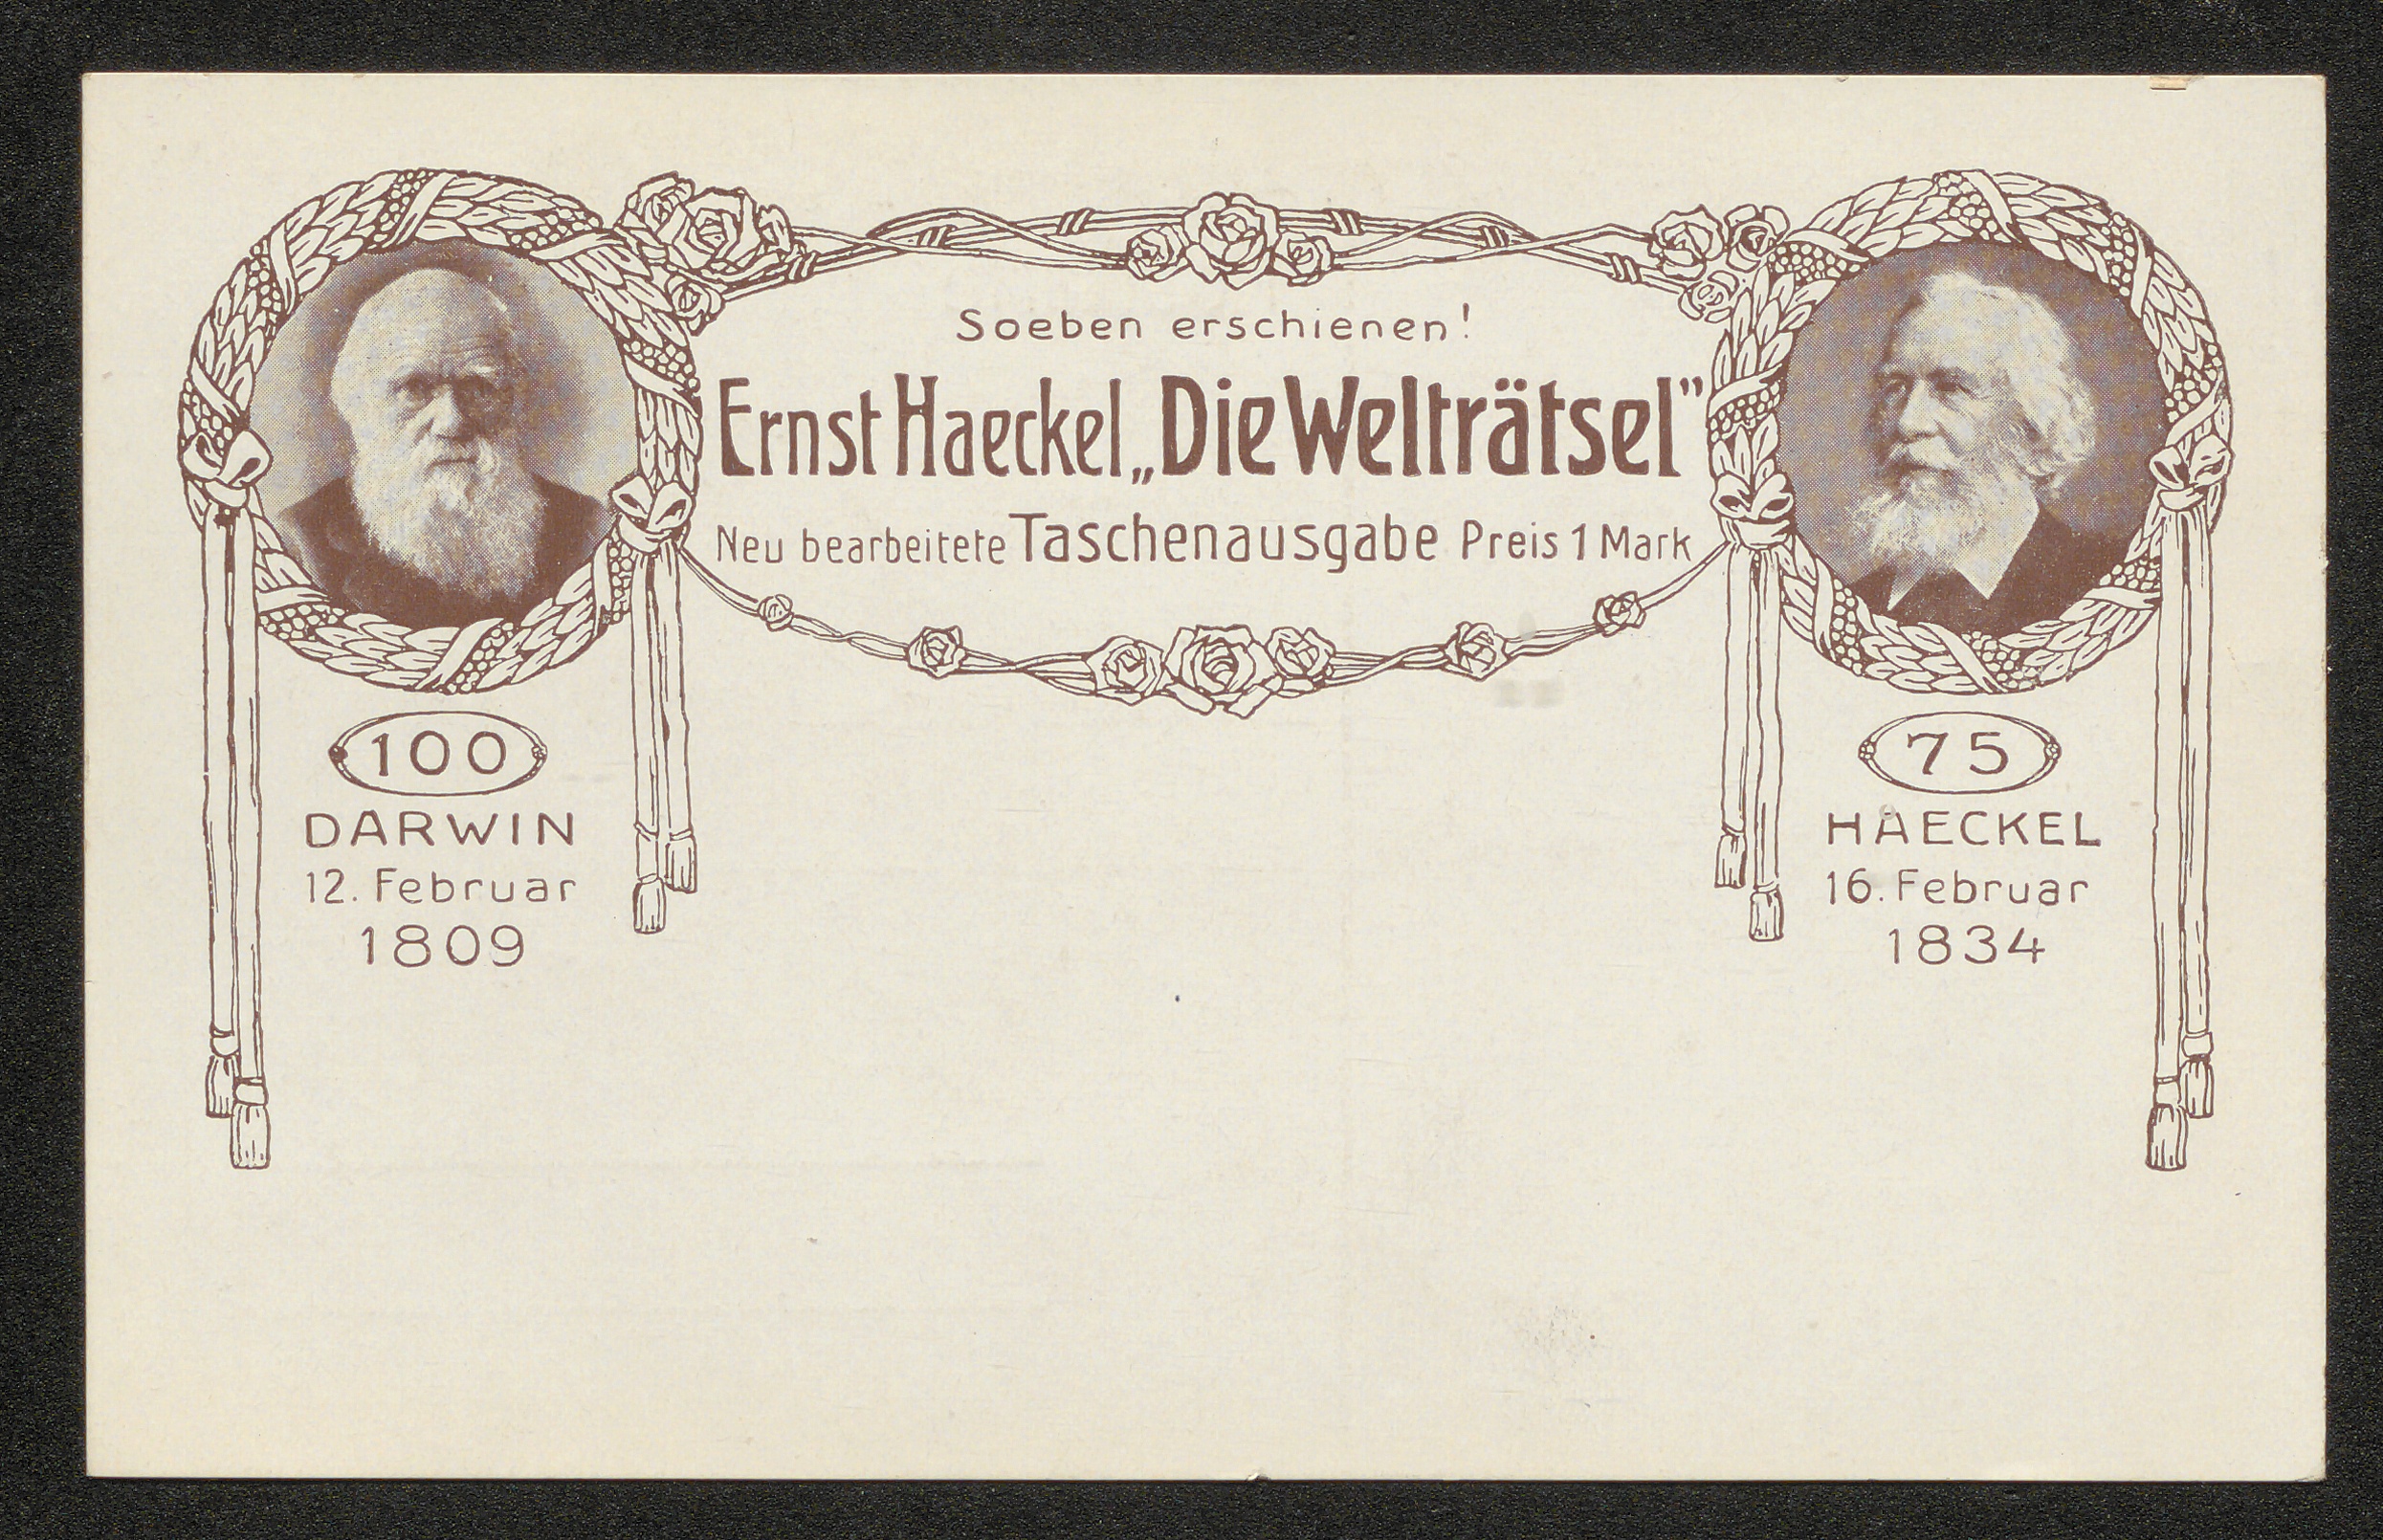 Soeben erschienen!
Ernst Haeckel „Die Welträtsel”
Neu bearbeitete Taschenausgabe Preis 1 Mark
100
DARWIN
12. Februar
1809
75
HAECKEL
16. Februar
1834